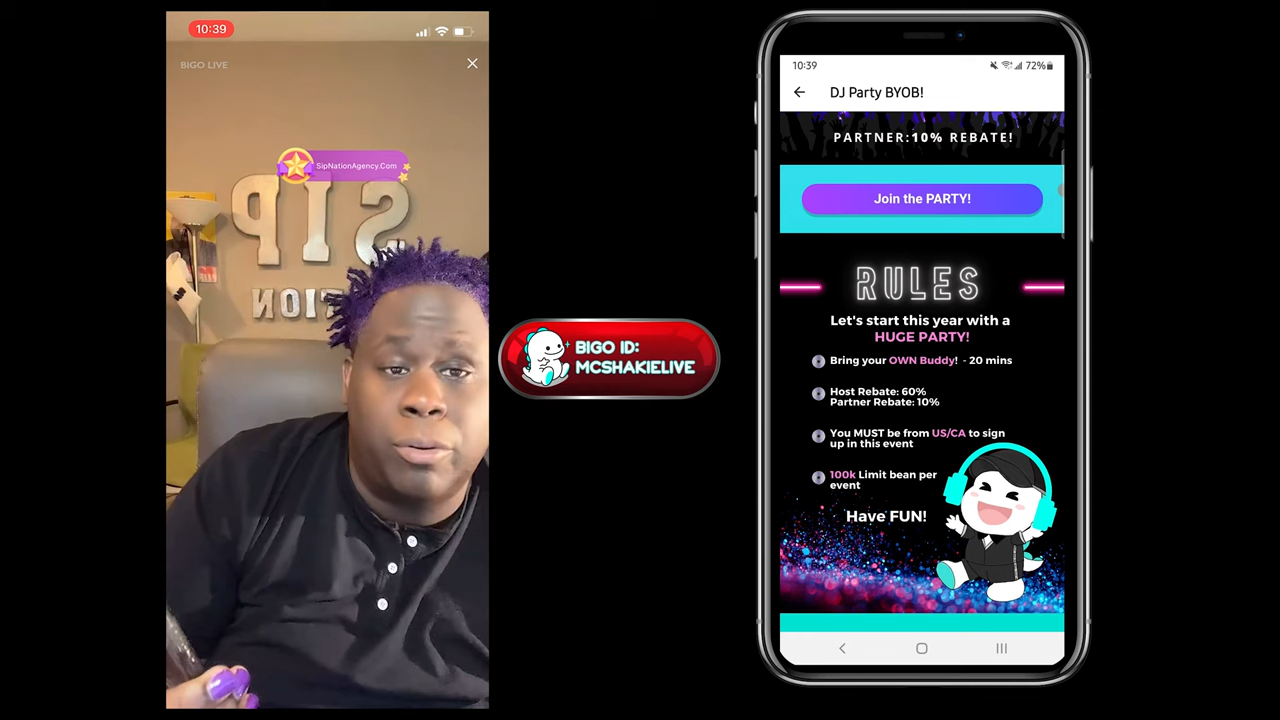 10:39
BIGO LIVE
SipNationAgency.Com
SIP
NATION
BIGO ID:
MCSHAKIELIVE
10:39
72%
DJ Party BYOB!
PARTNER:10% REBATE!
Join the PARTY!
RULES
Let's start this year with a
HUGE PARTY!
Bring your OWN Buddy! - 20 mins
Host Rebate: 60%
Partner Rebate: 10%
You MUST be from US/CA to sign
up in this event
100k Limit bean per
event
Have FUN!